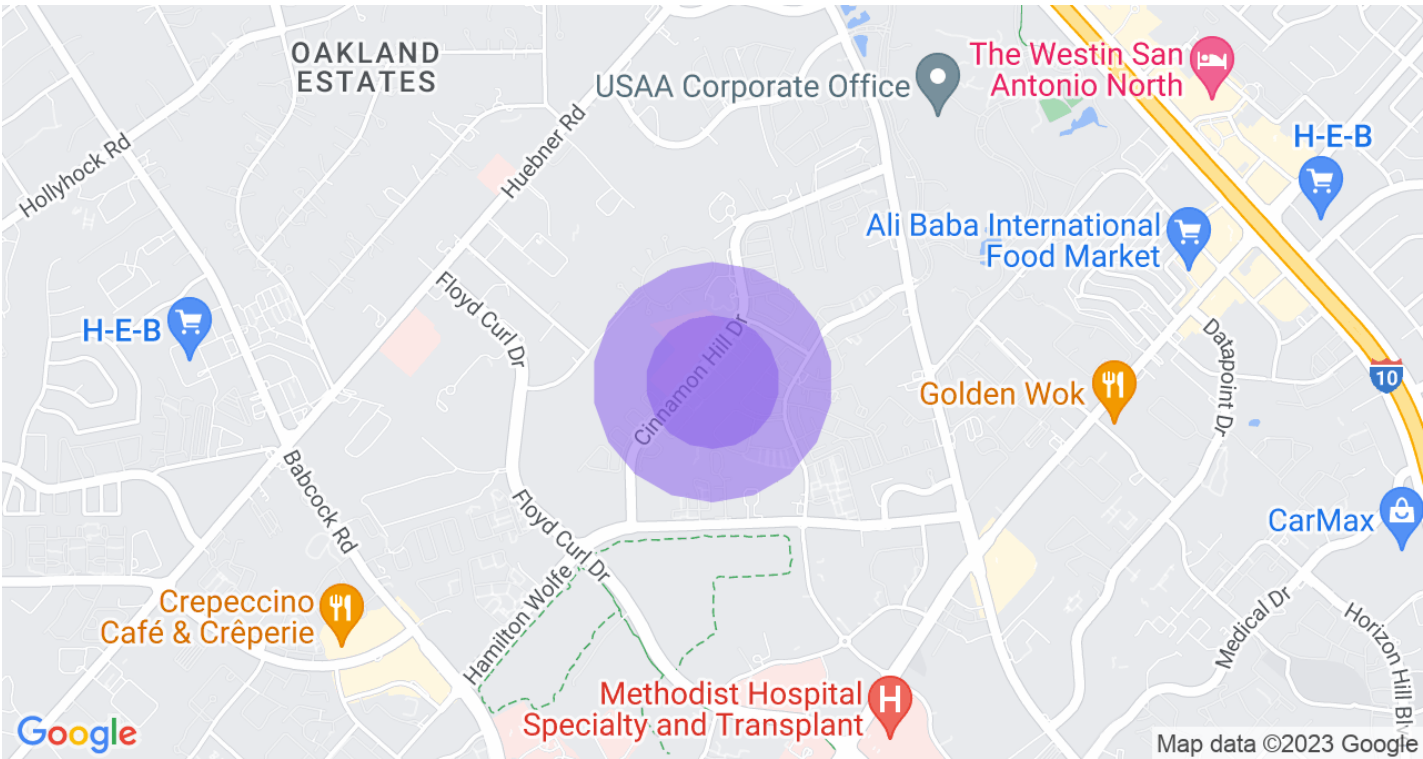 OAKLAND
ESTATES
The Westin San
Antonio North
USAA Corporate Office
H-E-B
Huebner Rd
Hollyhock Rd
Ali Baba International
Food Market
Floyd Curl Dr
H-E-B
Cinnamon Hill Dr
Datapoint Dr
10
Golden Wok
Babcock Rd
Floyd Curl Dr
CarMax
Crepeccino
Café & Crêperie
Hamilton Wolfe
Medical Dr
Horizon Hill Blv
Methodist Hospital
Specialty and Transplant
H
Google
Map data ©2023 Google